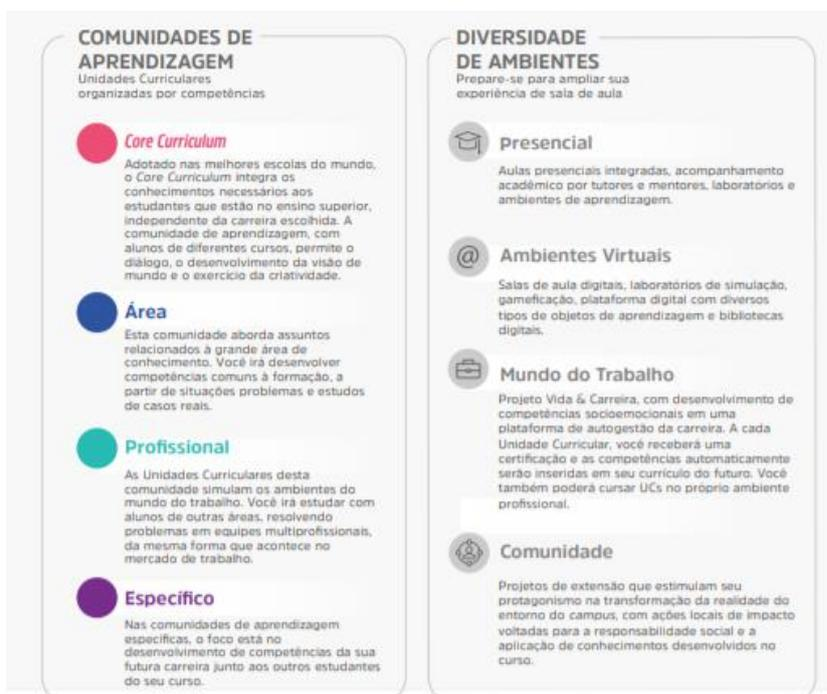 COMUNIDADES DE
APRENDIZAGEM
Unidades Curriculares
organizadas por competências
Core Curriculum
Adotado nas melhores escolas do mundo,
o Core Curriculum integra os
conhecimentos necessários aos
estudantes que estão no ensino superior,
independente da carreira escolhida. A
comunidade de aprendizagem, com
alunos de diferentes cursos, permite o
diálogo, o desenvolvimento da visão de
mundo e o exercício da criatividade.
Área
Esta comunidade aborda assuntos
relacionados à grande área de
conhecimento. Você irá desenvolver
competências comuns à formação, a
partir de situações problemas e estudos
de casos reais.
Profissional
As Unidades Curriculares desta
comunidade simulam os ambientes do
mundo do trabalho. Você irá estudar com
alunos de outras áreas, resolvendo
problemas em equipes multiprofissionais,
da mesma forma que acontece no
mercado de trabalho.
Específico
Nas comunidades de aprendizagem
específicas, o foco está no
desenvolvimento de competências da sua
futura carreira junto aos outros estudantes
do seu curso.
DIVERSIDADE
DE AMBIENTES
Prepare-se para ampliar sua
experiência de sala de aula
Presencial
Aulas presenciais integradas, acompanhamento
acadêmico por tutores e mentores, laboratórios e
ambientes de aprendizagem.
@ Ambientes Virtuais
Salas de aula digitais, laboratórios de simulação,
gameficação, plataforma digital com diversos
tipos de objetos de aprendizagem e bibliotecas
digitais.
Mundo do Trabalho
Projeto Vida & Carreira, com desenvolvimento de
competências socioemocionais em uma
plataforma de autogestão da carreira. A cada
Unidade Curricular, você receberá uma
certificação e as competências automaticamente
serão inseridas em seu currículo do futuro. Você
também poderá cursar UCs no próprio ambiente
profissional.
Comunidade
Projetos de extensão que estimulam seu
protagonismo na transformação da realidade do
entorno do campus, com ações locais de impacto
voltadas para a responsabilidade social e a
aplicação de conhecimentos desenvolvidos no
curso.